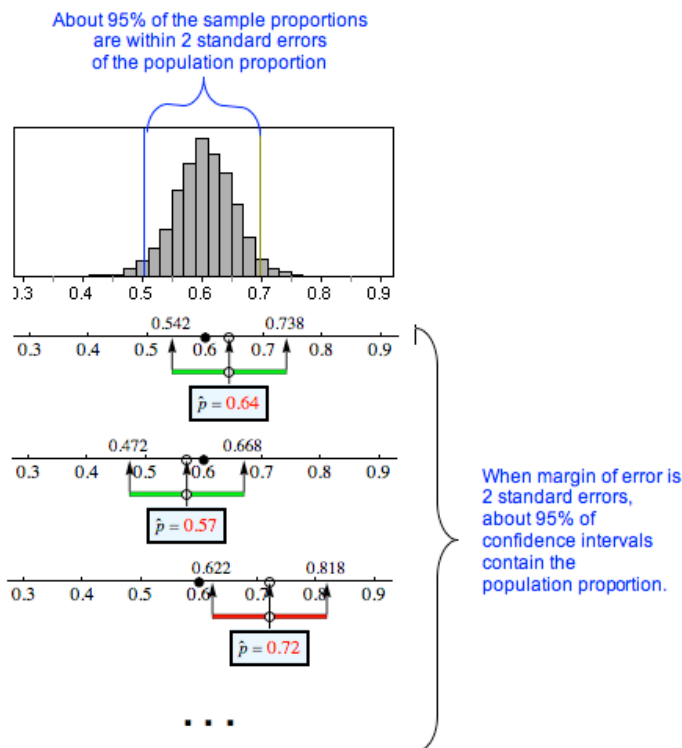 About 95% of the sample proportions
are within 2 standard errors
of the population proportion
0.3 0.4 0.5 0.6 0.7 0.8 0.9
0.542 0.738
0.3 0.4 0.5 0.6 0.7 0.8 0.9
p̂ = 0.64
0.472 0.668
0.3 0.4 0.5 0.6 0.7 0.8 0.9
p̂ = 0.57
0.622 0.818
0.3 0.4 0.5 0.6 0.7 0.8 0.9
p̂ = 0.72
. . .
When margin of error is
2 standard errors,
about 95% of
confidence intervals
contain the
population proportion.